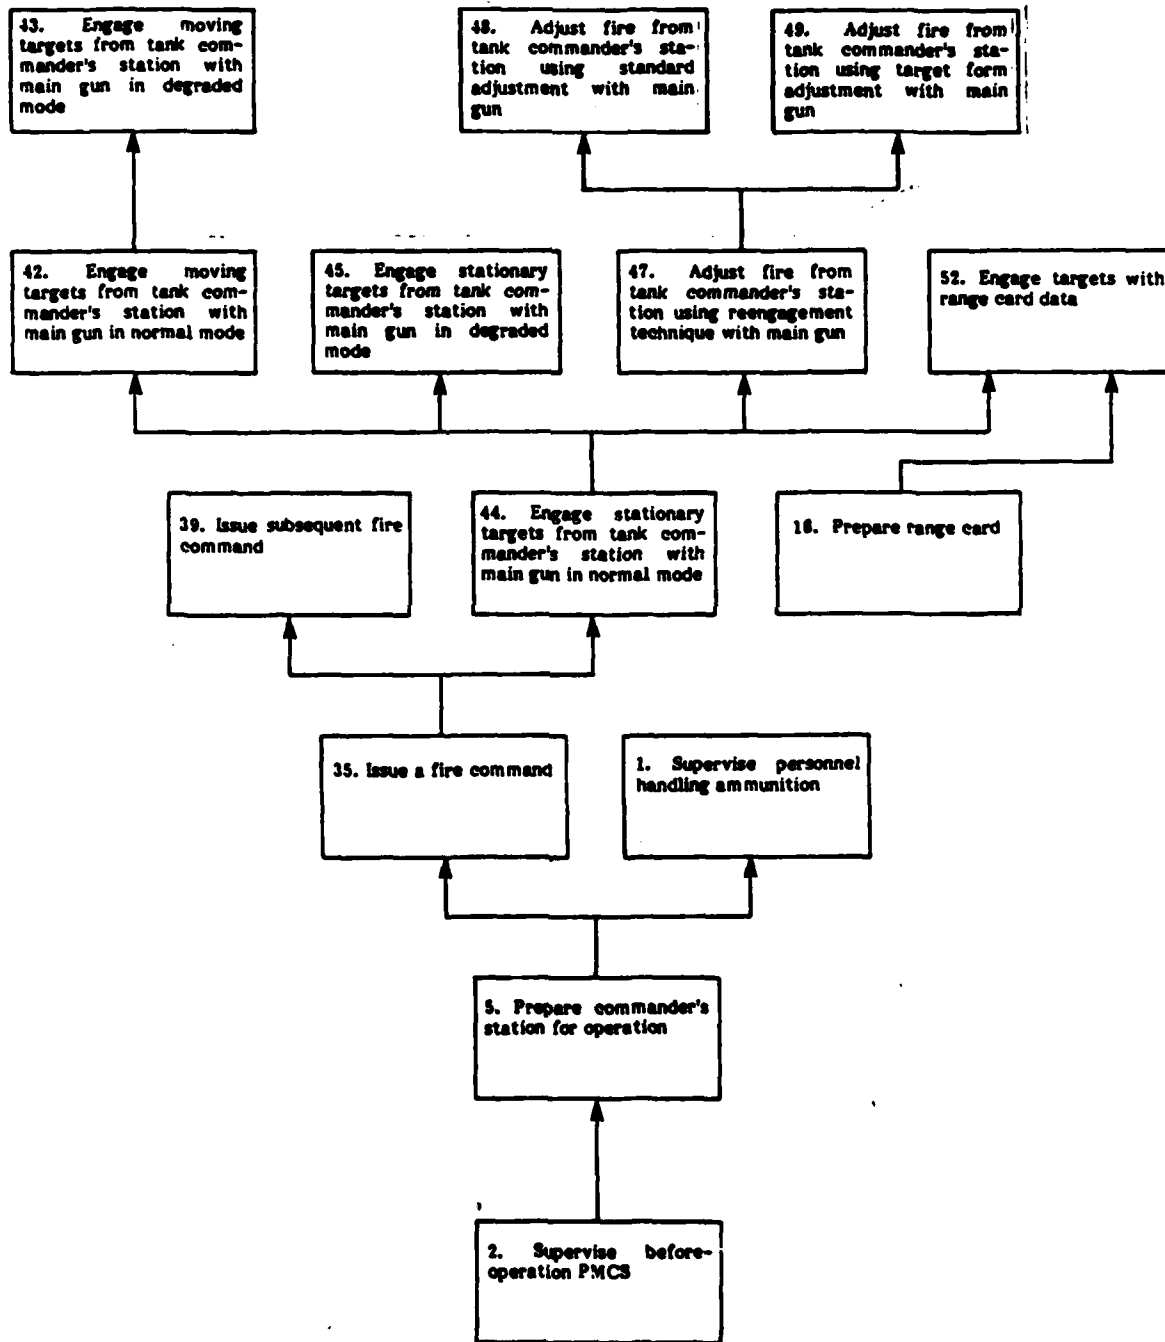 43. Engage moving
targets from tank com-
mander's station with
main gun in degraded
mode
48. Adjust fire from
tank commander's sta-
tion using standard
adjustment with main
gun
49. Adjust fire from
tank commander's sta-
tion using target form
adjustment with main
gun
42. Engage moving
targets from tank com-
mander's station with
main gun in normal mode
45. Engage stationary
targets from tank com-
mander's station with
main gun in degraded
mode
47. Adjust fire from
tank commander's sta-
tion using reengagement
technique with main gun
52. Engage targets with
range card data
39. Issue subsequent fire
command
44. Engage stationary
targets from tank com-
mander's station with
main gun in normal mode
16. Prepare range card
35. Issue a fire command
1. Supervise personnel
handling ammunition
5. Prepare commander's
station for operation
2. Supervise before-
operation PMCS